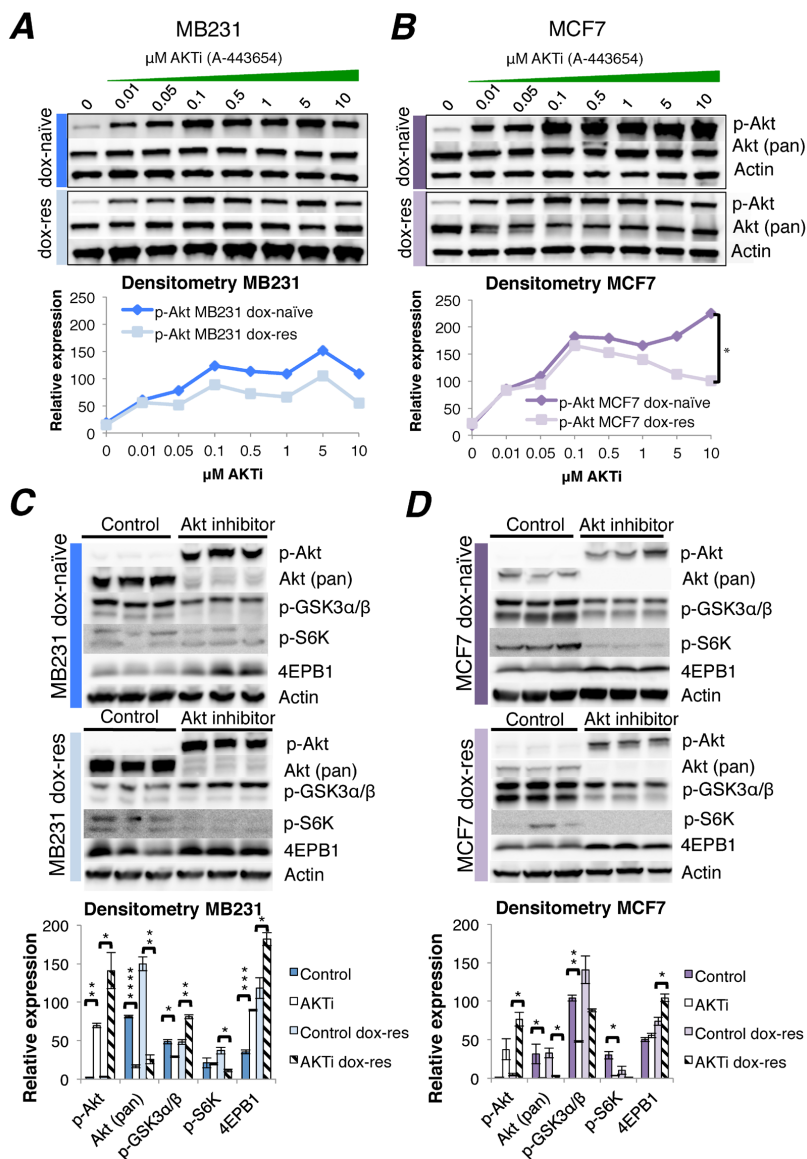 A
MB231
μM AKTi (A-443654)
0 0.01 0.05 0.1 0.5 1 5 10
dox-naïve
dox-res
B
MCF7
μM AKTi (A-443654)
0 0.01 0.05 0.1 0.5 1 5 10
dox-naïve
p-Akt
Akt (pan)
Actin
dox-res
p-Akt
Akt (pan)
Actin
Densitometry MB231
Relative expression
250
200
150
100
50
0
p-Akt MB231 dox-naïve
p-Akt MB231 dox-res
0 0.01 0.05 0.1 0.5 1 5 10
μM AKTi
Densitometry MCF7
Relative expression
250
200
150
100
50
0
*
p-Akt MCF7 dox-naïve
p-Akt MCF7 dox-res
0 0.01 0.05 0.1 0.5 1 5 10
μM AKTi
C
Control Akt inhibitor
MB231 dox-naïve
p-Akt
Akt (pan)
p-GSK3α/β
p-S6K
4EPB1
Actin
Control Akt inhibitor
MB231 dox-res
p-Akt
Akt (pan)
p-GSK3α/β
p-S6K
4EPB1
Actin
D
Control Akt inhibitor
MCF7 dox-naïve
p-Akt
Akt (pan)
p-GSK3α/β
p-S6K
4EPB1
Actin
Control Akt inhibitor
MCF7 dox-res
p-Akt
Akt (pan)
p-GSK3α/β
p-S6K
4EPB1
Actin
Densitometry MB231
Relative expression
200
150
100
50
0
** * **** ** * ** * *** *
Control
AKTi
Control dox-res
AKTi dox-res
p-Akt
Akt (pan)
p-GSK3α/β
p-S6K
4EPB1
Densitometry MCF7
Relative expression
200
150
100
50
0
* * * ** * *
Control
AKTi
Control dox-res
AKTi dox-res
p-Akt
Akt (pan)
p-GSK3α/β
p-S6K
4EPB1